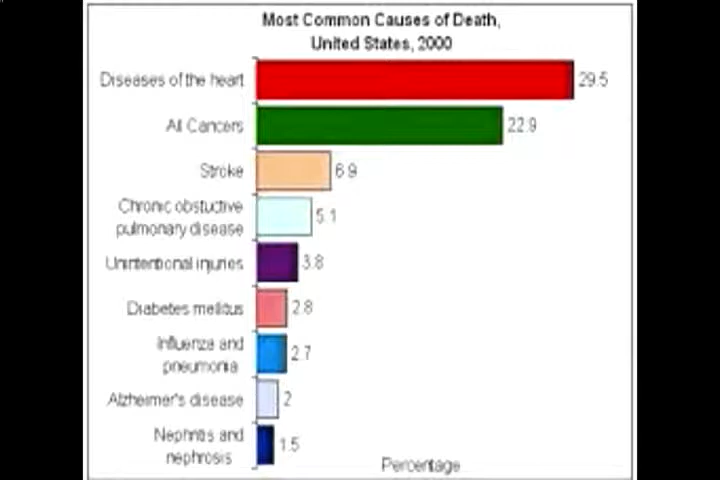 Most Common Causes of Death,
United States, 2000
Diseases of the heart 29.5
All Cancers 22.9
Stroke 6.9
Chronic obstuctive
pulmonary disease 5.1
Unintentional injuries 3.8
Diabetes mellitus 2.8
Influenza and
pneumonia 2.7
Alzheimer's disease 2
Nephritis and
nephrosis 1.5
Percentage